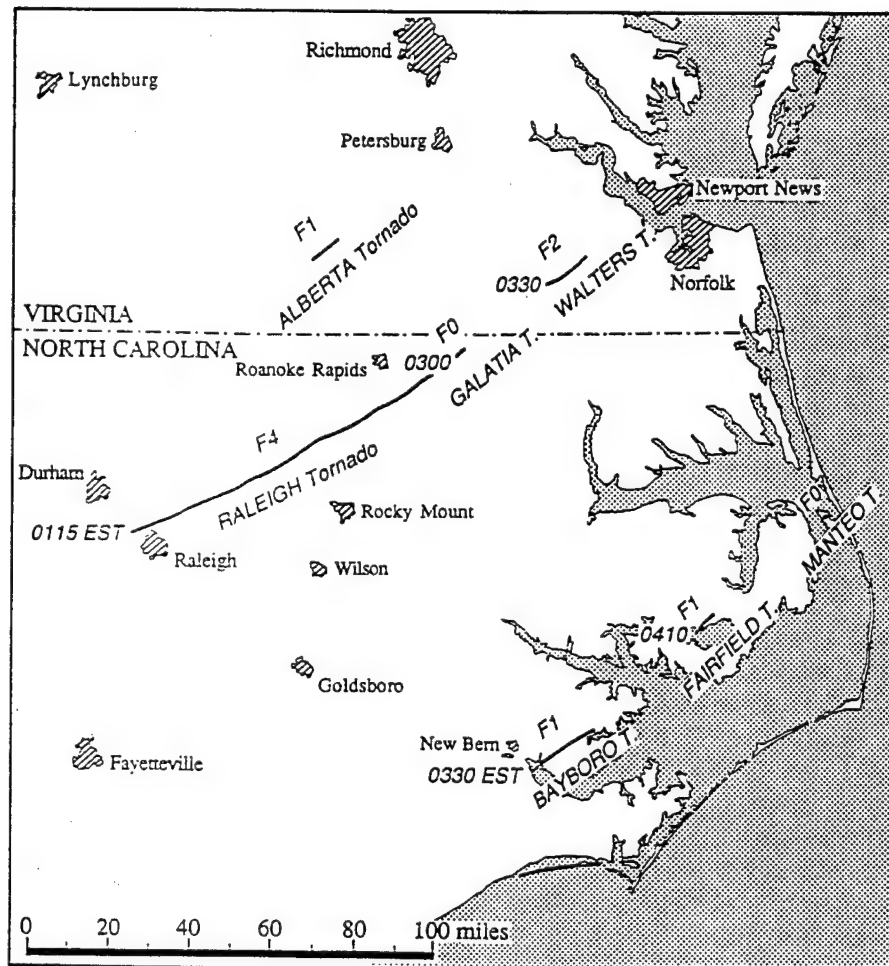 Richmond
Lynchburg
Petersburg
Newport News
F1
ALBERTA Tornado
F2
0330
WALTERS T.
Norfolk
VIRGINIA
NORTH CAROLINA
F0
Roanoke Rapids
0300
GALATIA T.
F4
RALEIGH Tornado
Durham
0115 EST
Raleigh
Rocky Mount
Wilson
F0
MANTEO T.
F1
0410
FAIRFIELD T.
Goldsboro
New Bern
F1
0330 EST
BAYBORO T.
Fayetteville
0 20 40 60 80 100 miles